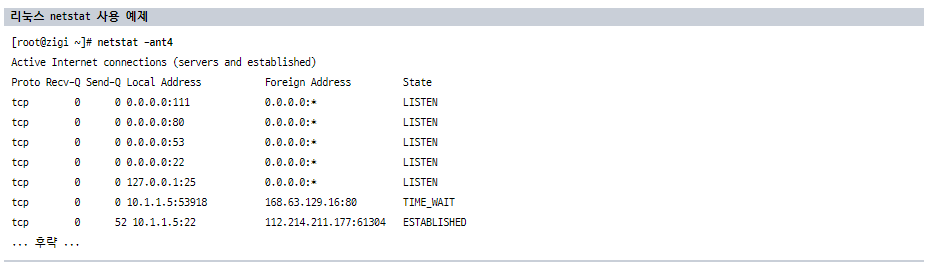 리눅스 netstat 사용 예제
[root@zigi ~]# netstat -ant4
Active Internet connections (servers and established)
Proto Recv-Q Send-Q Local Address Foreign Address State
tcp 0 0 0.0.0.0:111 0.0.0.0:* LISTEN
tcp 0 0 0.0.0.0:80 0.0.0.0:* LISTEN
tcp 0 0 0.0.0.0:53 0.0.0.0:* LISTEN
tcp 0 0 0.0.0.0:22 0.0.0.0:* LISTEN
tcp 0 0 127.0.0.1:25 0.0.0.0:* LISTEN
tcp 0 0 10.1.1.5:53918 168.63.129.16:80 TIME_WAIT
tcp 0 52 10.1.1.5:22 112.214.211.177:61304 ESTABLISHED
... 후략 ...